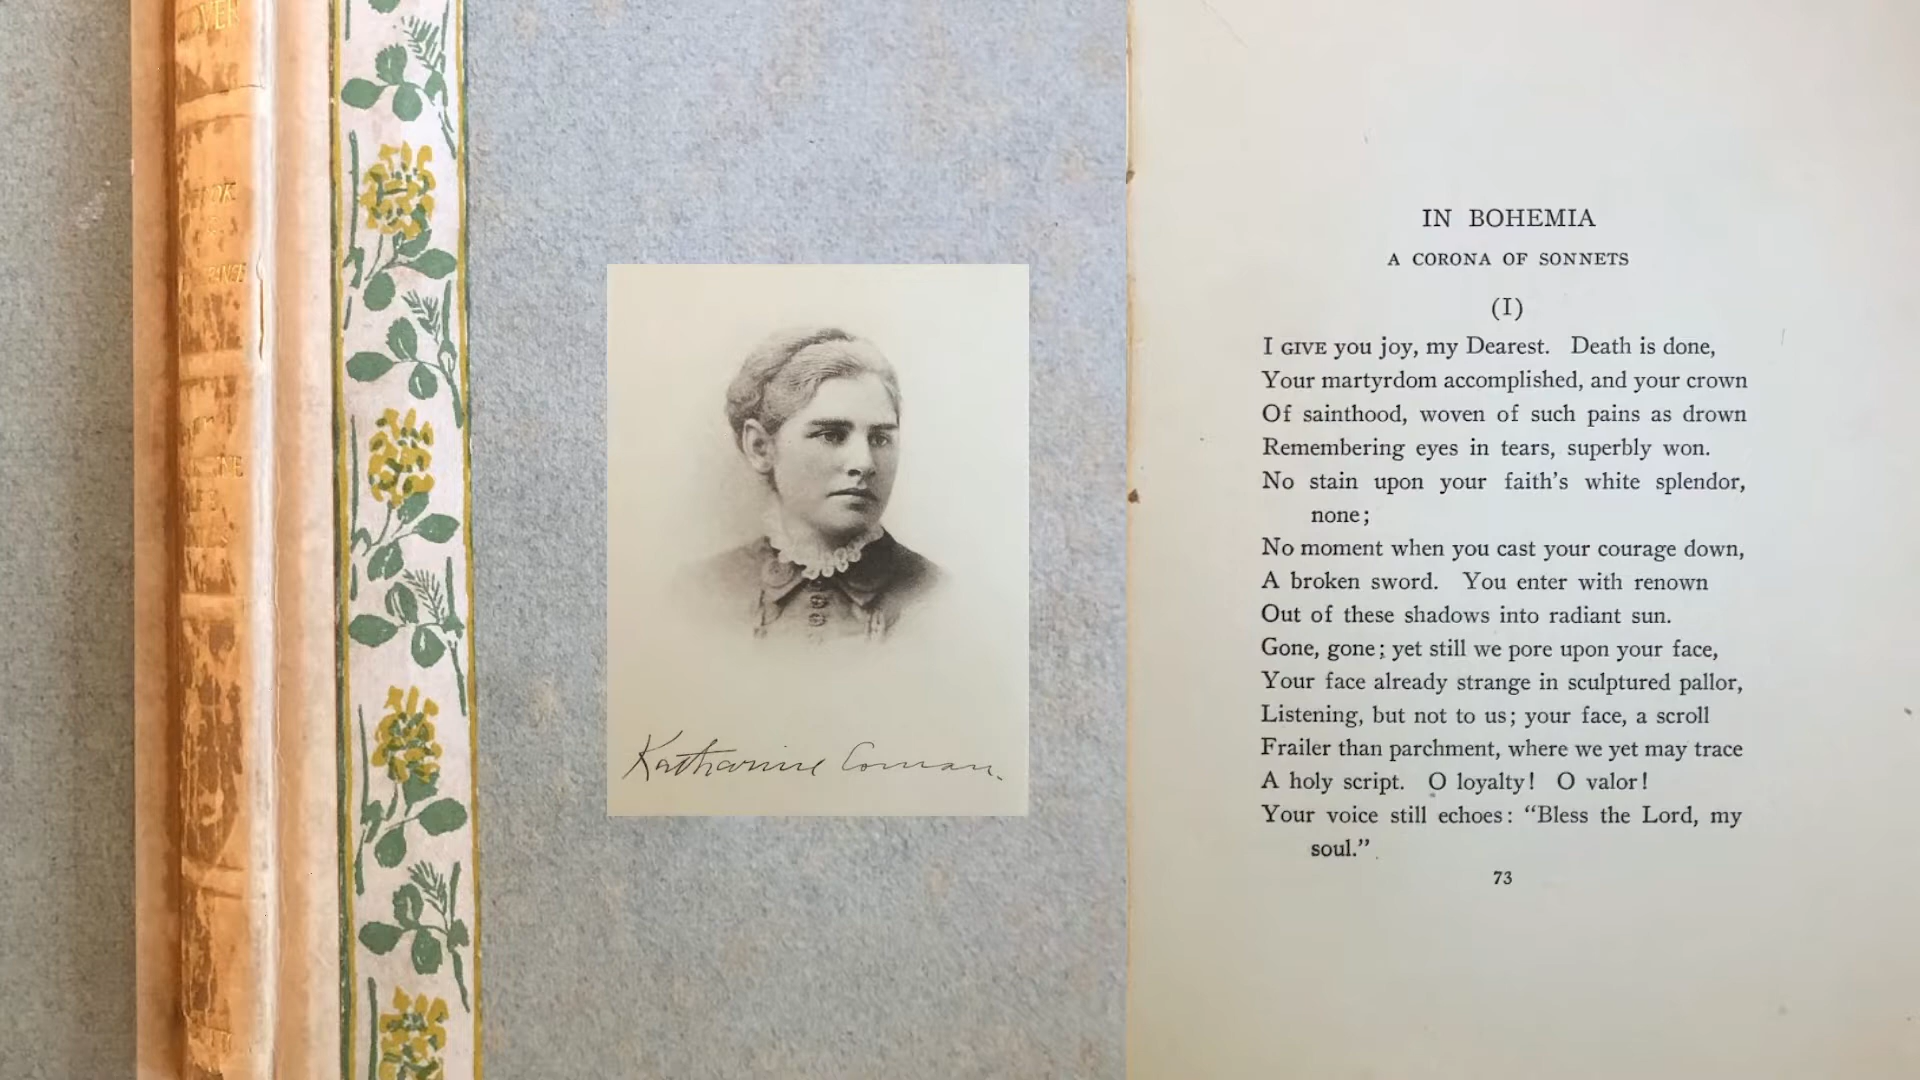 Katharine Coman.
IN BOHEMIA
A CORONA OF SONNETS
(I)
I GIVE you joy, my Dearest. Death is done,
Your martyrdom accomplished, and your crown
Of sainthood, woven of such pains as drown
Remembering eyes in tears, superbly won.
No stain upon your faith's white splendor,
none;
No moment when you cast your courage down,
A broken sword. You enter with renown
Out of these shadows into radiant sun.
Gone, gone; yet still we pore upon your face,
Your face already strange in sculptured pallor,
Listening, but not to us; your face, a scroll
Frailer than parchment, where we yet may trace
A holy script. O loyalty! O valor!
Your voice still echoes: “Bless the Lord, my
soul.”
73